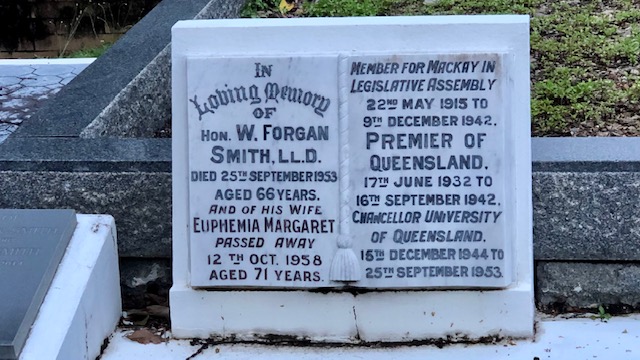 IN
LOVING MEMORY
OF
HON. W. FORGAN
SMITH, LL.D.
DIED 25TH SEPTEMBER 1953
AGED 66 YEARS.
AND OF HIS WIFE
EUPHEMIA MARGARET
PASSED AWAY
12TH OCT. 1958
AGED 71 YEARS.
MEMBER FOR MACKAY IN
LEGISLATIVE ASSEMBLY
22ND MAY 1915 TO
9TH DECEMBER 1942.
PREMIER OF
QUEENSLAND.
17TH JUNE 1932 TO
16TH SEPTEMBER 1942.
CHANCELLOR UNIVERSITY
OF QUEENSLAND.
15TH DECEMBER 1944 TO
25TH SEPTEMBER 1953.